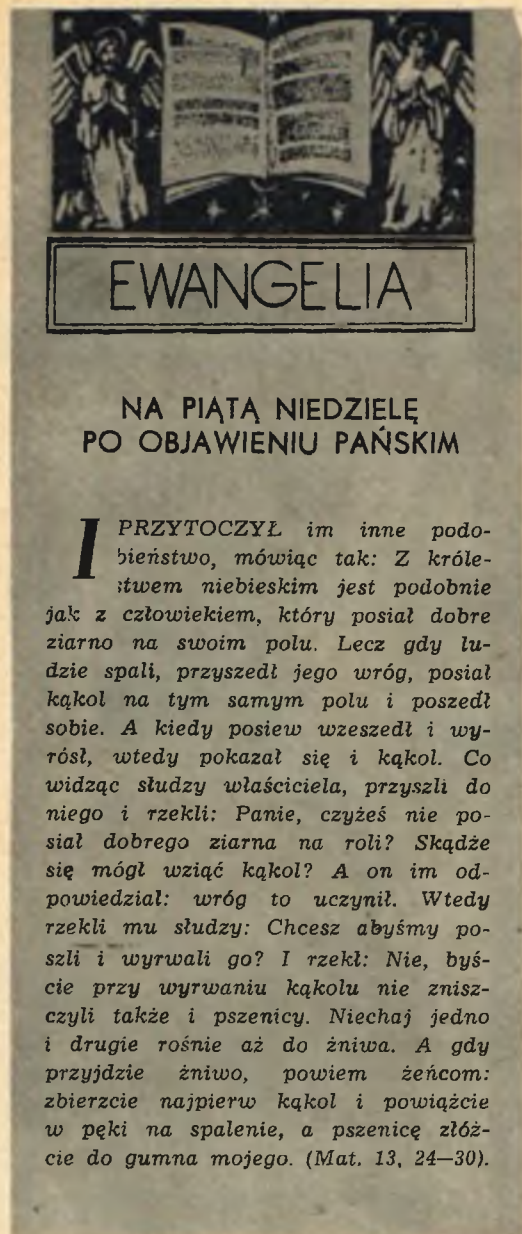 EWANGELIA
NA PIĄTĄ NIEDZIELĘ
PO OBJAWIENIU PAŃSKIM
I PRZYTOCZYŁ im inne podo-
bieństwo, mówiąc tak: Z króle-
stwem niebieskim jest podobnie
jak z człowiekiem, który posiał dobre
ziarno na swoim polu. Lecz gdy lu-
dzie spali, przyszedł jego wróg, posiał
kąkol na tym samym polu i poszedł
sobie. A kiedy posiew wzeszedł i wy-
rósł, wtedy pokazał się i kąkol. Co
widząc słudzy właściciela, przyszli do
niego i rzekli: Panie, czyżeś nie po-
siał dobrego ziarna na roli? Skądże
się mógł wziąć kąkol? A on im od-
powiedział: wróg to uczynił. Wtedy
rzekli mu słudzy: Chcesz abyśmy po-
szli i wyrwali go? I rzekł: Nie, byś-
cie przy wyrwaniu kąkolu nie znisz-
czyli także i pszenicy. Niechaj jedno
i drugie rośnie aż do żniwa. A gdy
przyjdzie żniwo, powiem żeńcom:
zbierzcie najpierw kąkol i powiążcie
w pęki na spalenie, a pszenicę złóż-
cie do gumna mojego. (Mat. 13, 24—30).